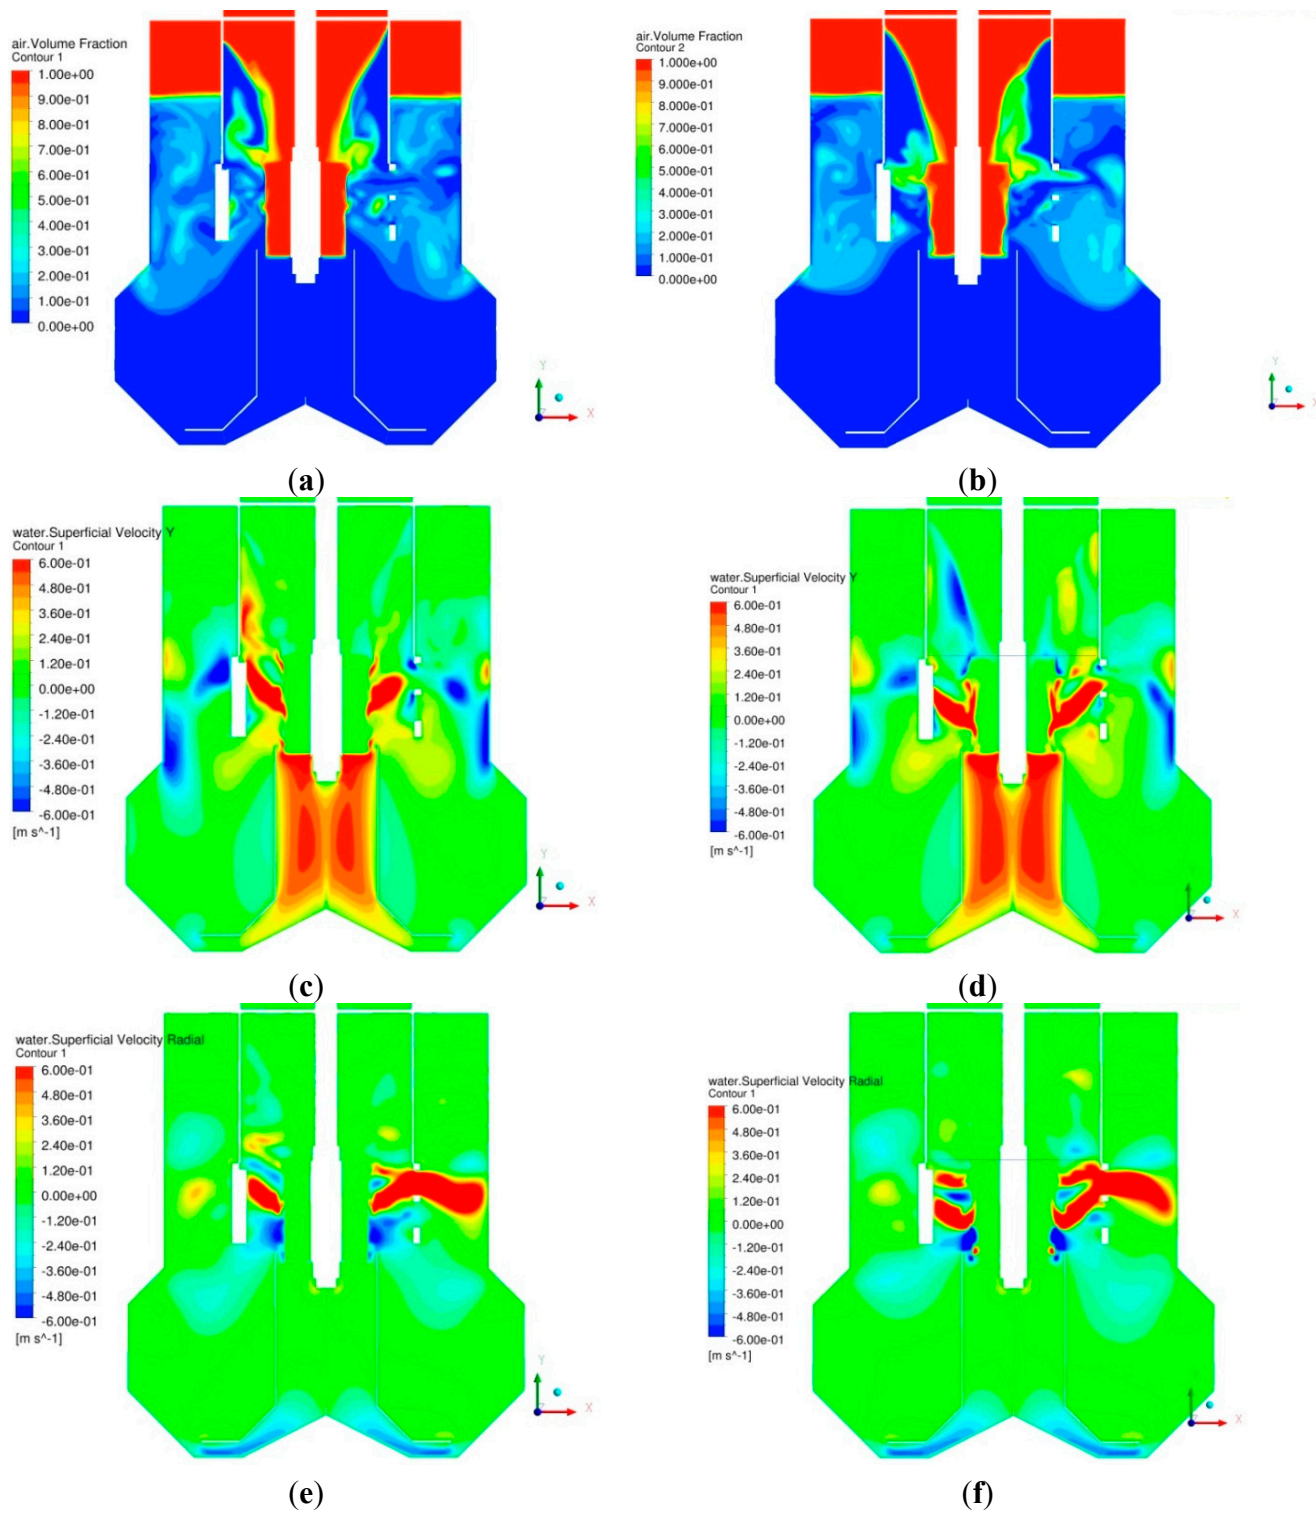 air.Volume Fraction
Contour 1
1.00e+00
9.00e-01
8.00e-01
7.00e-01
6.00e-01
5.00e-01
4.00e-01
3.00e-01
2.00e-01
1.00e-01
0.00e+00
Y
X
(a)
air.Volume Fraction
Contour 2
1.000e+00
9.000e-01
8.000e-01
7.000e-01
6.000e-01
5.000e-01
4.000e-01
3.000e-01
2.000e-01
1.000e-01
0.000e+00
Y
X
(b)
water.Superficial Velocity Y
Contour 1
6.00e-01
4.80e-01
3.60e-01
2.40e-01
1.20e-01
0.00e+00
-1.20e-01
-2.40e-01
-3.60e-01
-4.80e-01
-6.00e-01
[m s^-1]
Y
X
(c)
water.Superficial Velocity Y
Contour 1
6.00e-01
4.80e-01
3.60e-01
2.40e-01
1.20e-01
0.00e+00
-1.20e-01
-2.40e-01
-3.60e-01
-4.80e-01
-6.00e-01
[m s^-1]
Y
X
(d)
water.Superficial Velocity Radial
Contour 1
6.00e-01
4.80e-01
3.60e-01
2.40e-01
1.20e-01
0.00e+00
-1.20e-01
-2.40e-01
-3.60e-01
-4.80e-01
-6.00e-01
[m s^-1]
Y
X
(e)
water.Superficial Velocity Radial
Contour 1
6.00e-01
4.80e-01
3.60e-01
2.40e-01
1.20e-01
0.00e+00
-1.20e-01
-2.40e-01
-3.60e-01
-4.80e-01
-6.00e-01
[m s^-1]
Y
X
(f)